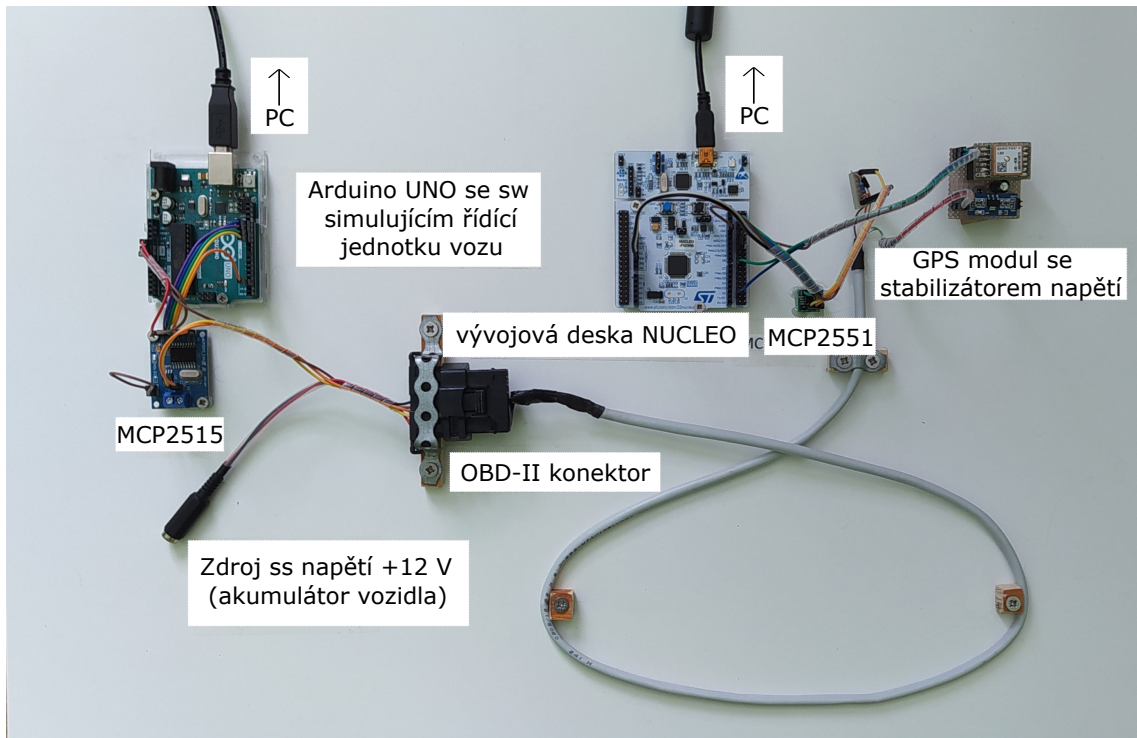 PC
PC
Arduino UNO se sw
simulujícím řídící
jednotku vozu
GPS modul se
stabilizátorem napětí
vývojová deska NUCLEO
MCP2551
MCP2515
OBD-II konektor
Zdroj ss napětí +12 V
(akumulátor vozidla)